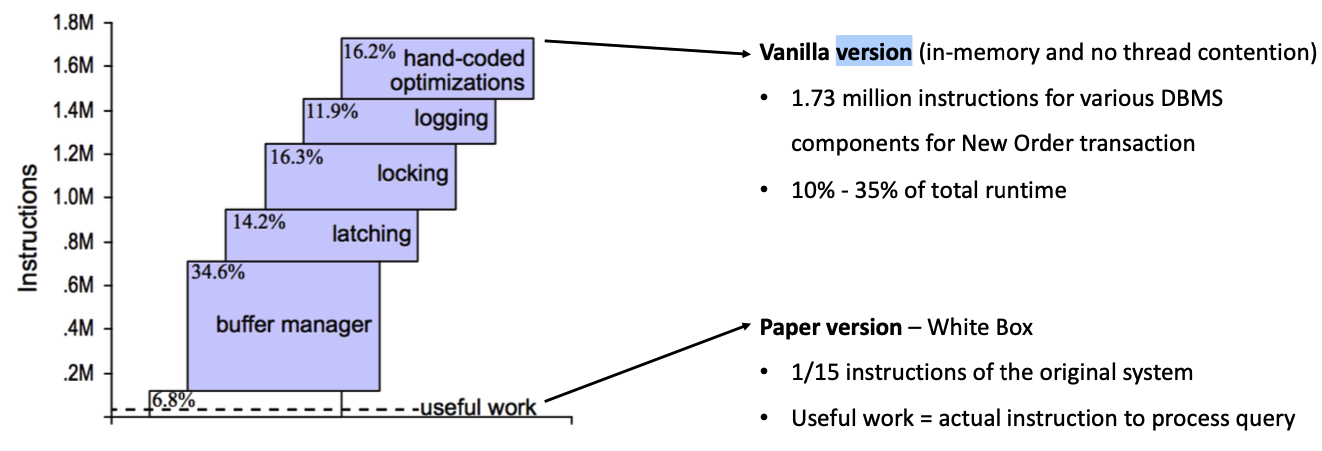 1.8M
1.6M
1.4M
1.2M
1.0M
.8M
.6M
.4M
.2M
Instructions
16.2% hand-coded
optimizations
11.9% logging
16.3%
locking
14.2%
latching
34.6%
buffer manager
6.8%
useful work
Vanilla version (in-memory and no thread contention)
• 1.73 million instructions for various DBMS
components for New Order transaction
• 10% - 35% of total runtime
Paper version – White Box
• 1/15 instructions of the original system
• Useful work = actual instruction to process query